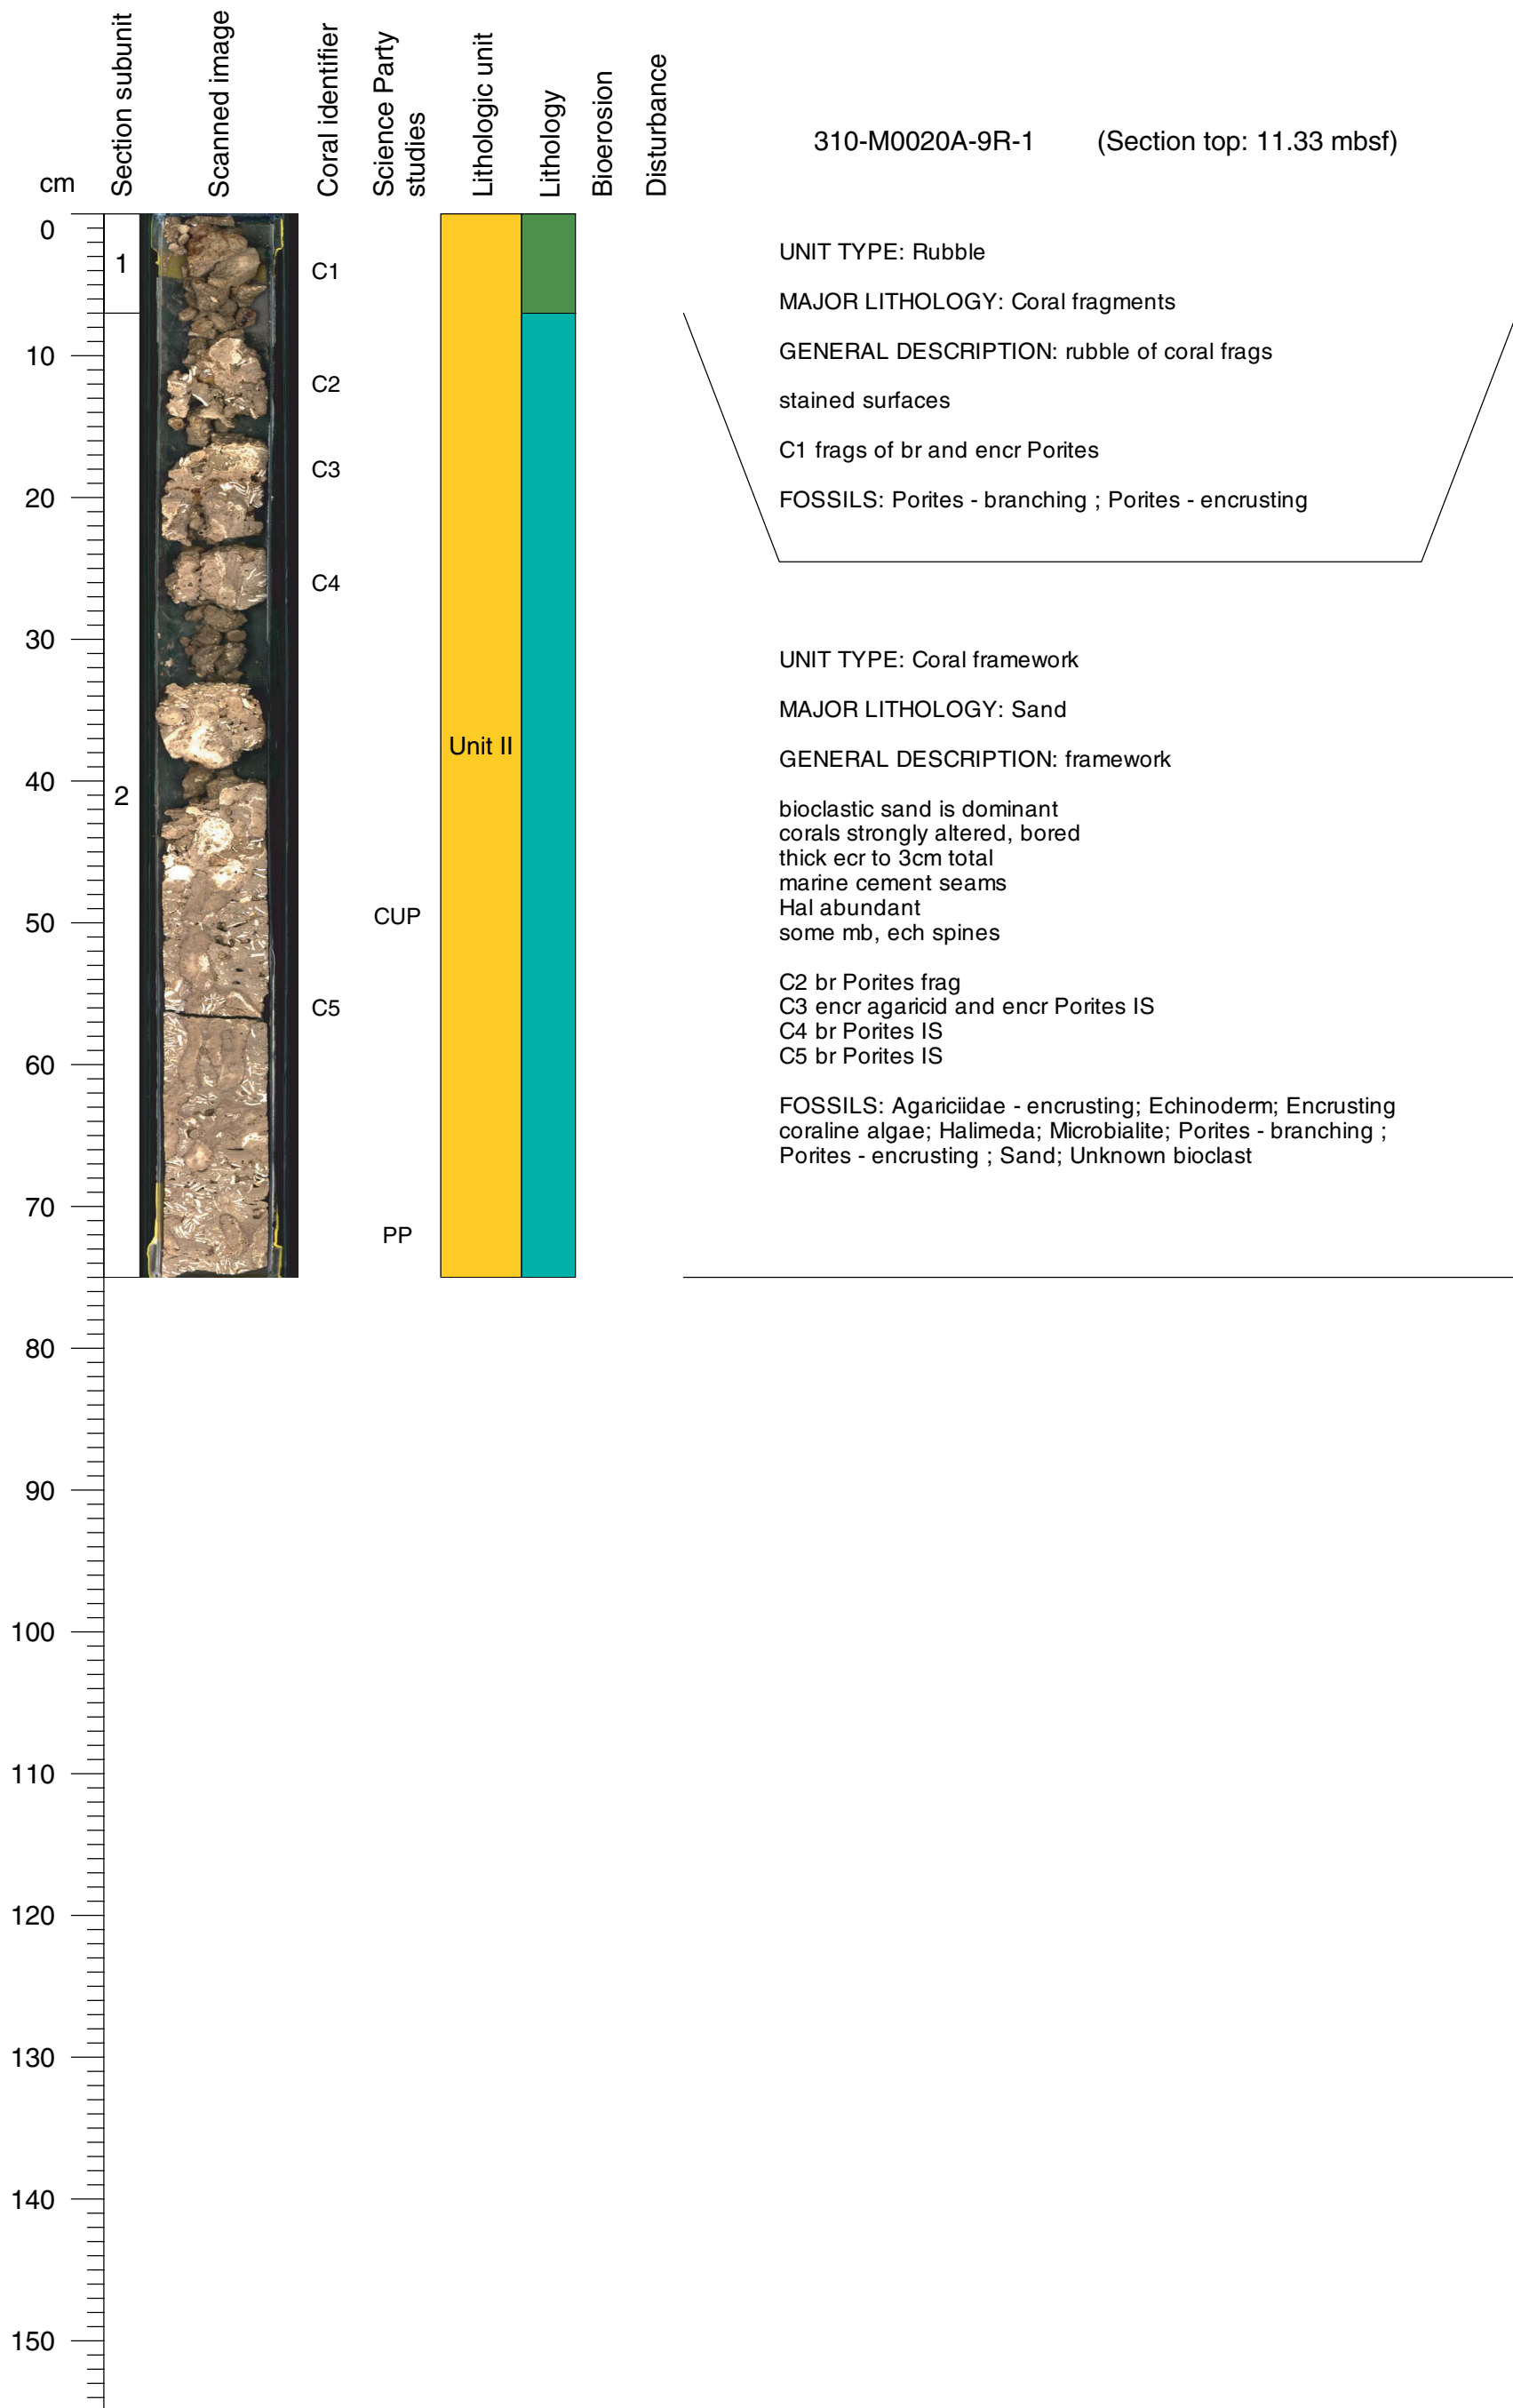 Section subunit
Scanned image
Coral identifier
Science Party
studies
Lithologic unit
Lithology
Bioerosion
Disturbance
310-M0020A-9R-1 (Section top: 11.33 mbsf)
cm
0
10
20
30
40
50
60
70
80
90
100
110
120
130
140
150
1
2
C1
C2
C3
C4
C5
CUP
PP
Unit II
UNIT TYPE: Rubble
MAJOR LITHOLOGY: Coral fragments
GENERAL DESCRIPTION: rubble of coral frags
stained surfaces
C1 frags of br and encr Porites
FOSSILS: Porites - branching ; Porites - encrusting
UNIT TYPE: Coral framework
MAJOR LITHOLOGY: Sand
GENERAL DESCRIPTION: framework
bioclastic sand is dominant
corals strongly altered, bored
thick ecr to 3cm total
marine cement seams
Hal abundant
some mb, ech spines
C2 br Porites frag
C3 encr agaricid and encr Porites IS
C4 br Porites IS
C5 br Porites IS
FOSSILS: Agariciidae - encrusting; Echinoderm; Encrusting
coraline algae; Halimeda; Microbialite; Porites - branching ;
Porites - encrusting ; Sand; Unknown bioclast